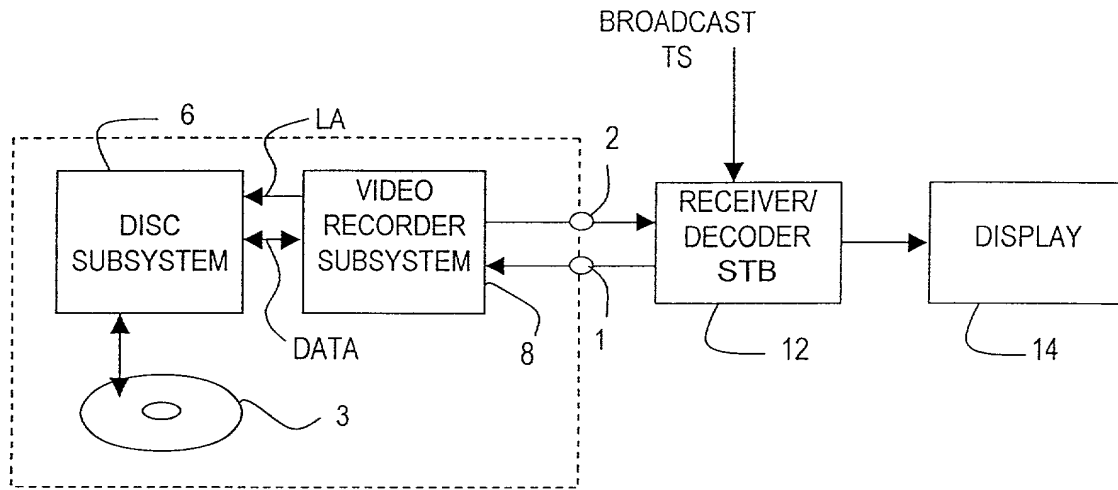 BROADCAST
TS
6
LA
2
DISC
SUBSYSTEM
VIDEO
RECORDER
SUBSYSTEM
RECEIVER/
DECODER
STB
DISPLAY
DATA
8
1
12
14
3